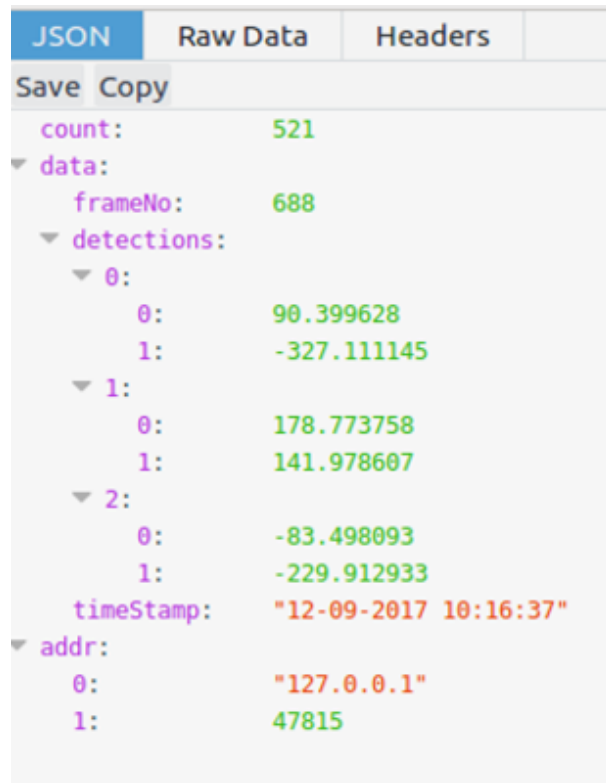 JSON Raw Data Headers
Save Copy
count: 521
data:
frameNo: 688
detections:
0:
0: 90.399628
1: -327.111145
1:
0: 178.773758
1: 141.978607
2:
0: -83.498093
1: -229.912933
timeStamp: "12-09-2017 10:16:37"
addr:
0: "127.0.0.1"
1: 47815